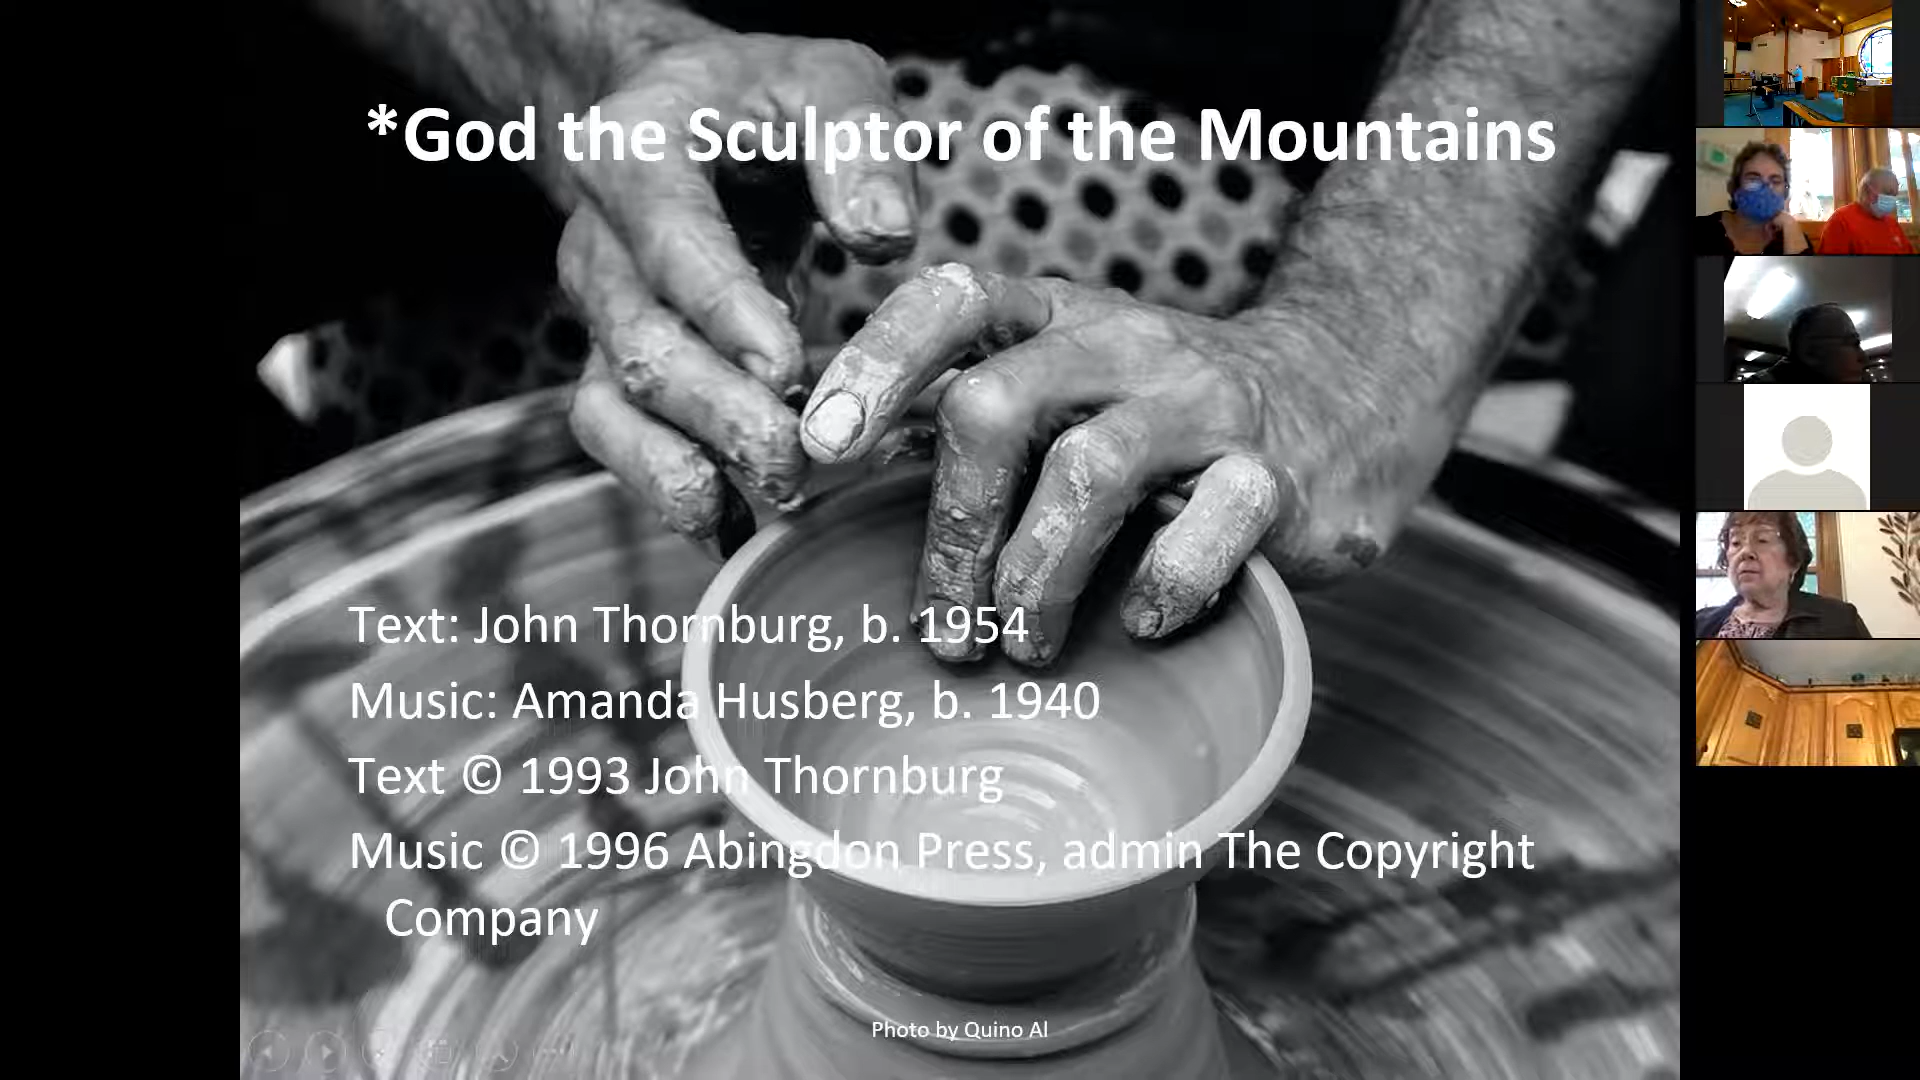 *God the Sculptor of the Mountains
Text: John Thornburg, b. 1954
Music: Amanda Husberg, b. 1940
Text © 1993 John Thornburg
Music © 1996 Abingdon Press, admin The Copyright
Company
Photo by Quino Al